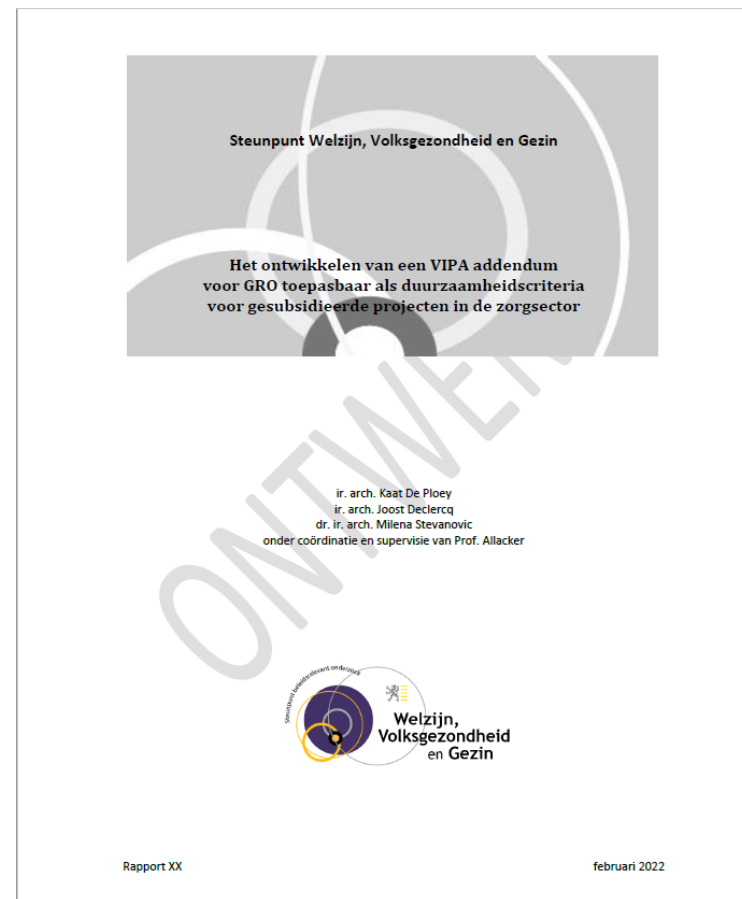 Steunpunt Welzijn, Volksgezondheid en Gezin
Het ontwikkelen van een VIPA addendum
voor GRO toepasbaar als duurzaamheidscriteria
voor gesubsidieerde projecten in de zorgsector
ONTWER
ir. arch. Kaat De Ploey
ir. arch. Joost Declercq
dr. ir. arch. Milena Stevanovic
onder coördinatie en supervisie van Prof. Allacker
Steunpunt beleidsrelevant onderzoek
Welzijn,
Volksgezondheid
en Gezin
Rapport XX
februari 2022